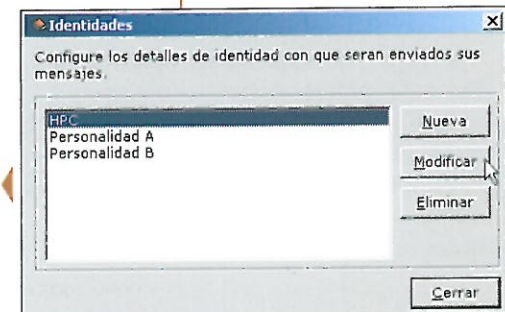 Identidades
Configure los detalles de identidad con que seran enviados sus
mensajes.
HPC
Personalidad A
Personalidad B
Nueva
Modificar
Eliminar
Cerrar